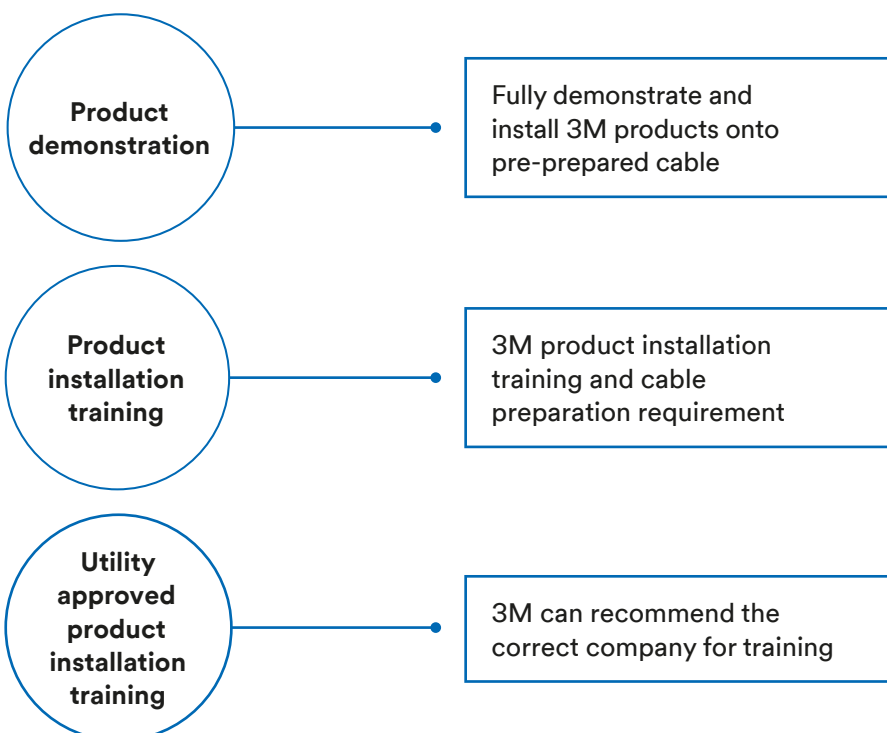 Product
demonstration
Fully demonstrate and
install 3M products onto
pre-prepared cable
Product
installation
training
3M product installation
training and cable
preparation requirement
Utility
approved
product
installation
training
3M can recommend the
correct company for training